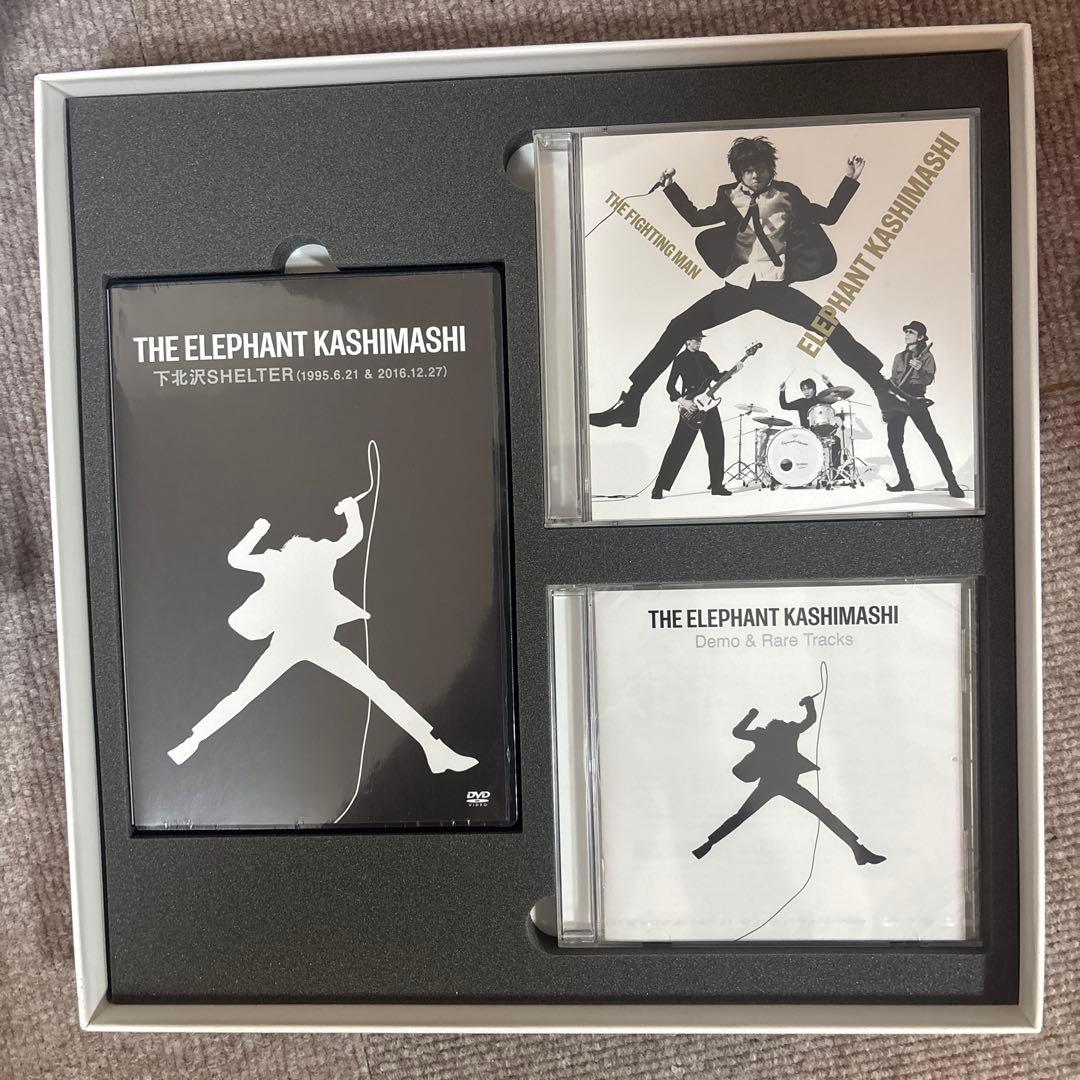 THE ELEPHANT KASHIMASHI
下北沢SHELTER(1995.6.21 & 2016.12.27)
DVD
VIDEO
THE FIGHTING MAN
ELEPHANT KASHIMASHI
THE ELEPHANT KASHIMASHI
Demo & Rare Tracks